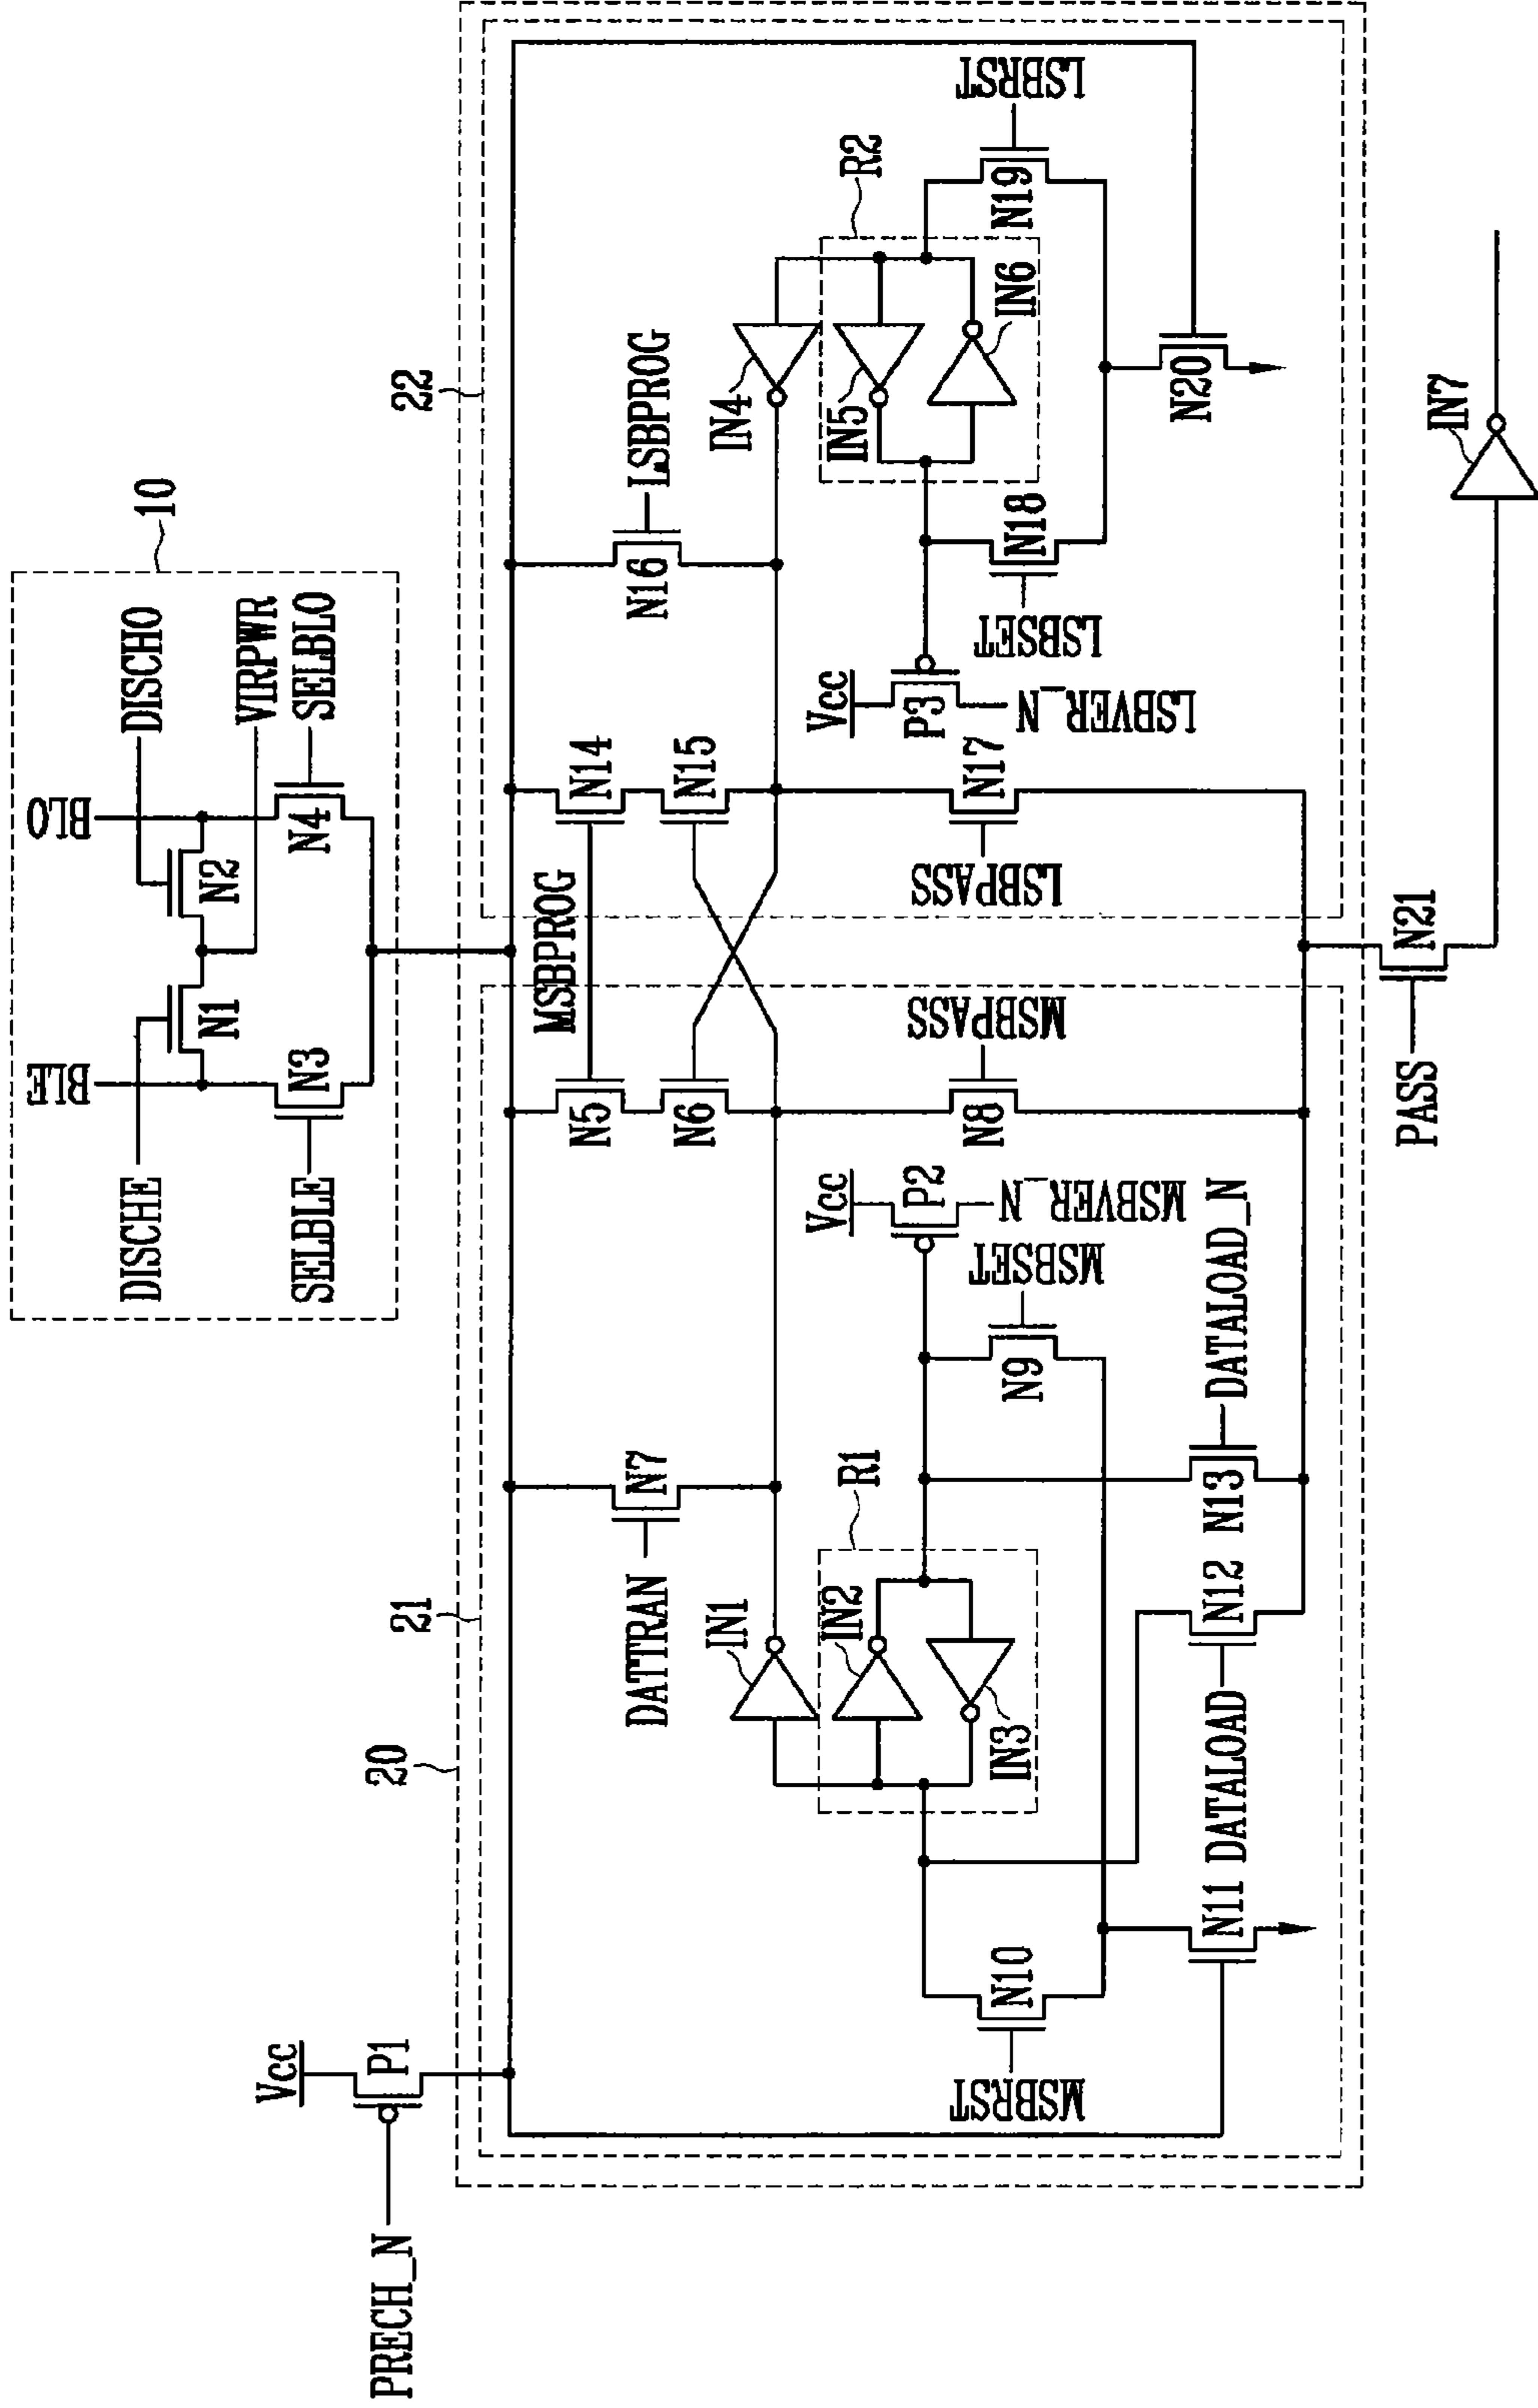 PRECH_N
Vcc
P1
20
21
22
10
BLE
BLO
DISCHE
DISCHO
N1
N2
VIRPWR
SELBLE
N3
N4
SELBLO
DATTRAN
N7
N5
MSBPROG
N14
N6
N15
N16
LSBPROG
IN1
IN2
IN3
R1
Vcc
P2
MSBVER_N
N8
MSBPASS
LSBPASS
N17
Vcc
P3
LSBVER_N
IN4
IN5
IN6
R2
MSBRST
N10
N9
MSBSET
LSBSET
N18
N19
LSBRST
N11
DATALOAD
N12
N13
DATALOAD_N
N20
PASS
N21
IN7